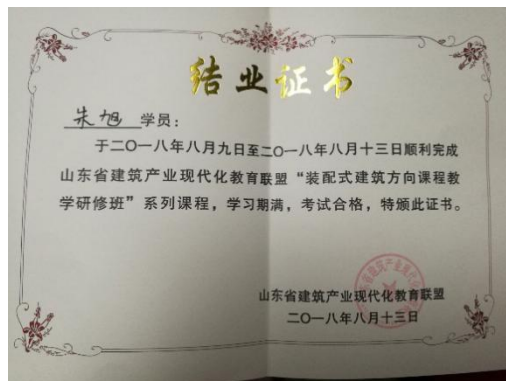 结业证书
朱旭 学员：
于二〇一八年八月九日至二〇一八年八月十三日顺利完成
山东省建筑产业现代化教育联盟“装配式建筑方向课程教
学研修班”系列课程，学习期满，考试合格，特颁此证书。
山东省建筑产业现代化教育联盟
二〇一八年八月十三日